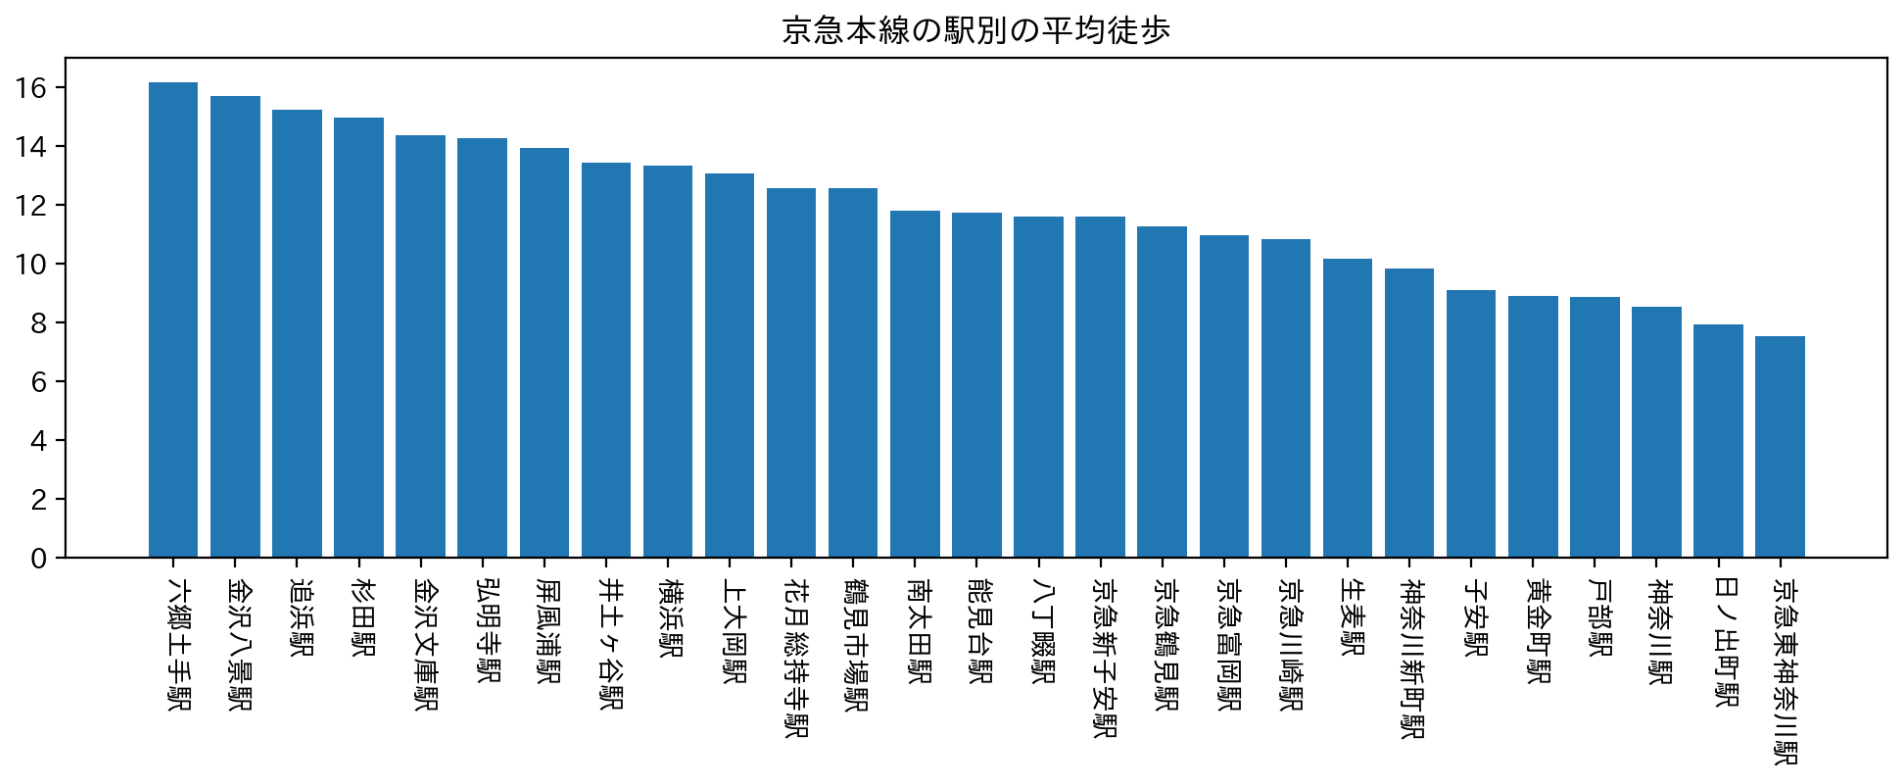 京急本線の駅別の平均徒歩
16
14
12
10
8
6
4
2
0
六郷土手駅
金沢八景駅
追浜駅
杉田駅
金沢文庫駅
弘明寺駅
屏風浦駅
井土ヶ谷駅
横浜駅
上大岡駅
花月総持寺駅
鶴見市場駅
南太田駅
能見台駅
八丁畷駅
京急新子安駅
京急鶴見駅
京急富岡駅
京急川崎駅
生麦駅
神奈川新町駅
子安駅
黄金町駅
戸部駅
神奈川駅
日ノ出町駅
京急東神奈川駅